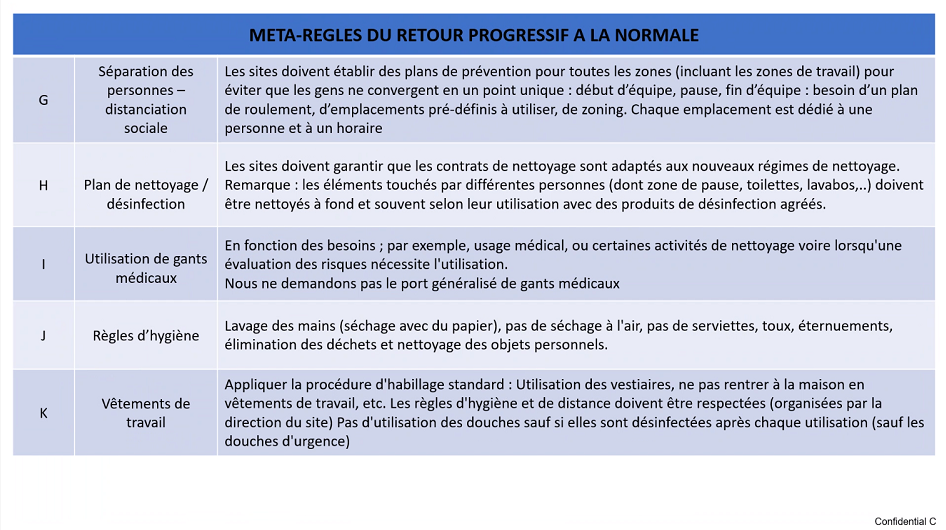 META-REGLES DU RETOUR PROGRESSIF A LA NORMALE
G
Séparation des
personnes –
distanciation
sociale
Les sites doivent établir des plans de prévention pour toutes les zones (incluant les zones de travail) pour
éviter que les gens ne convergent en un point unique : début d’équipe, pause, fin d’équipe : besoin d’un plan
de roulement, d’emplacements pré-définis à utiliser, de zoning. Chaque emplacement est dédié à une
personne et à un horaire
H
Plan de nettoyage /
désinfection
Les sites doivent garantir que les contrats de nettoyage sont adaptés aux nouveaux régimes de nettoyage.
Remarque : les éléments touchés par différentes personnes (dont zone de pause, toilettes, lavabos,..) doivent
être nettoyés à fond et souvent selon leur utilisation avec des produits de désinfection agréés.
I
Utilisation de gants
médicaux
En fonction des besoins ; par exemple, usage médical, ou certaines activités de nettoyage voire lorsqu'une
évaluation des risques nécessite l'utilisation.
Nous ne demandons pas le port généralisé de gants médicaux
J
Règles d’hygiène
Lavage des mains (séchage avec du papier), pas de séchage à l'air, pas de serviettes, toux, éternuements,
élimination des déchets et nettoyage des objets personnels.
K
Vêtements de
travail
Appliquer la procédure d'habillage standard : Utilisation des vestiaires, ne pas rentrer à la maison en
vêtements de travail, etc. Les règles d'hygiène et de distance doivent être respectées (organisées par la
direction du site) Pas d'utilisation des douches sauf si elles sont désinfectées après chaque utilisation (sauf les
douches d'urgence)
Confidential C